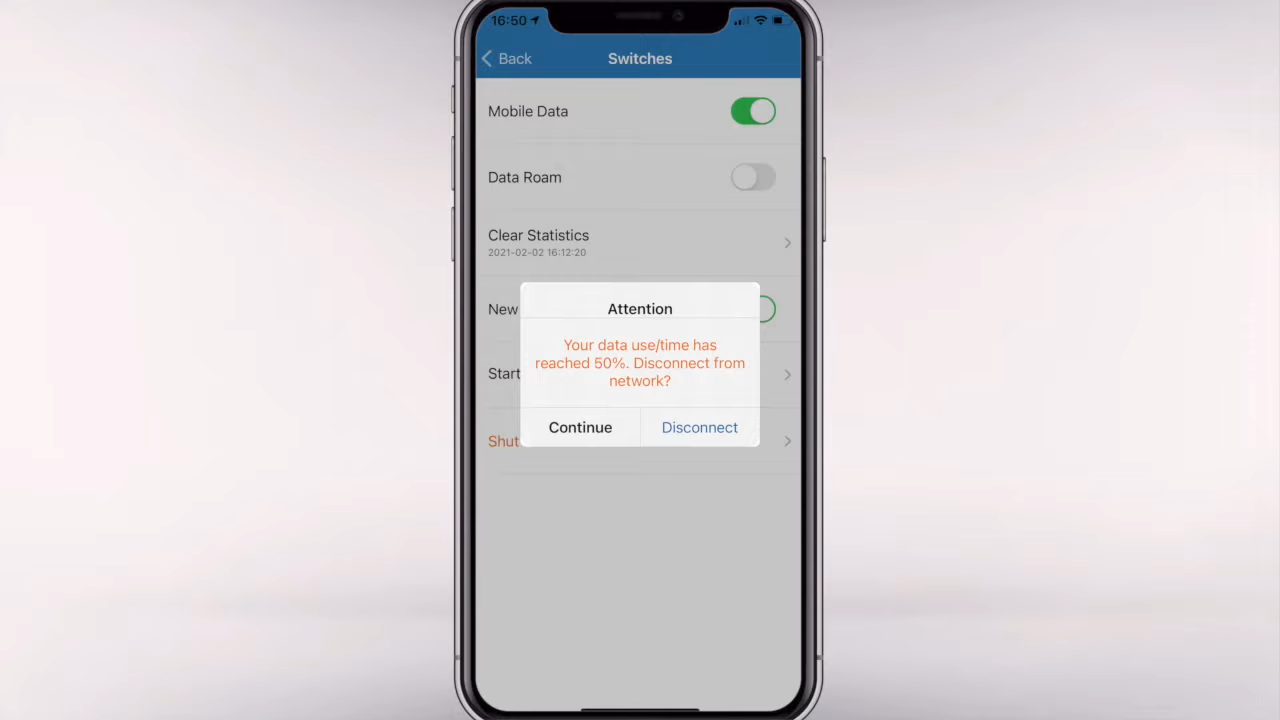 16:50
Back
Switches
Mobile Data
Data Roam
Clear Statistics
2021-02-02 16:12:20
New
Attention
Your data use/time has
reached 50%. Disconnect from
network?
Start
Continue
Disconnect
Shut